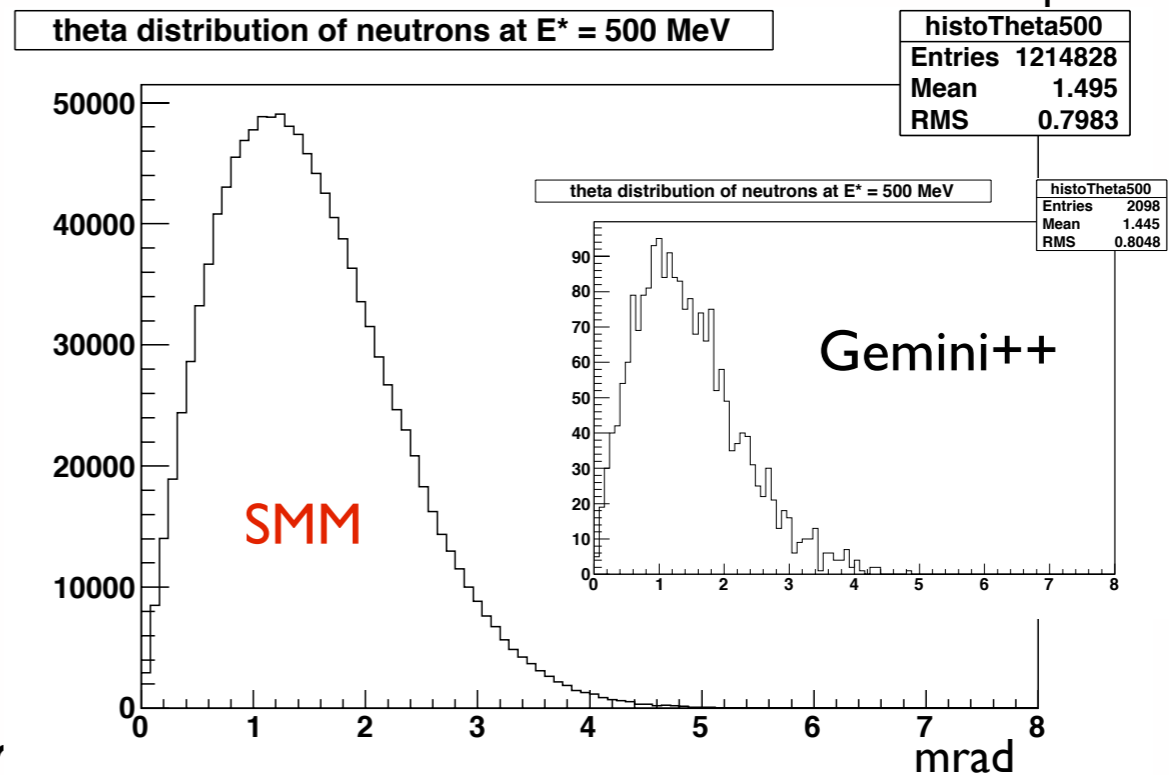 theta distribution of neutrons at E* = 500 MeV
histoTheta500
Entries 1214828
Mean 1.495
RMS 0.7983
50000
40000
30000
20000
10000
0
0 1 2 3 4 5 6 7 8
mrad
SMM
theta distribution of neutrons at E* = 500 MeV
histoTheta500
Entries 2098
Mean 1.445
RMS 0.8048
90
80
70
60
50
40
30
20
10
0
0 1 2 3 4 5 6 7 8
Gemini++